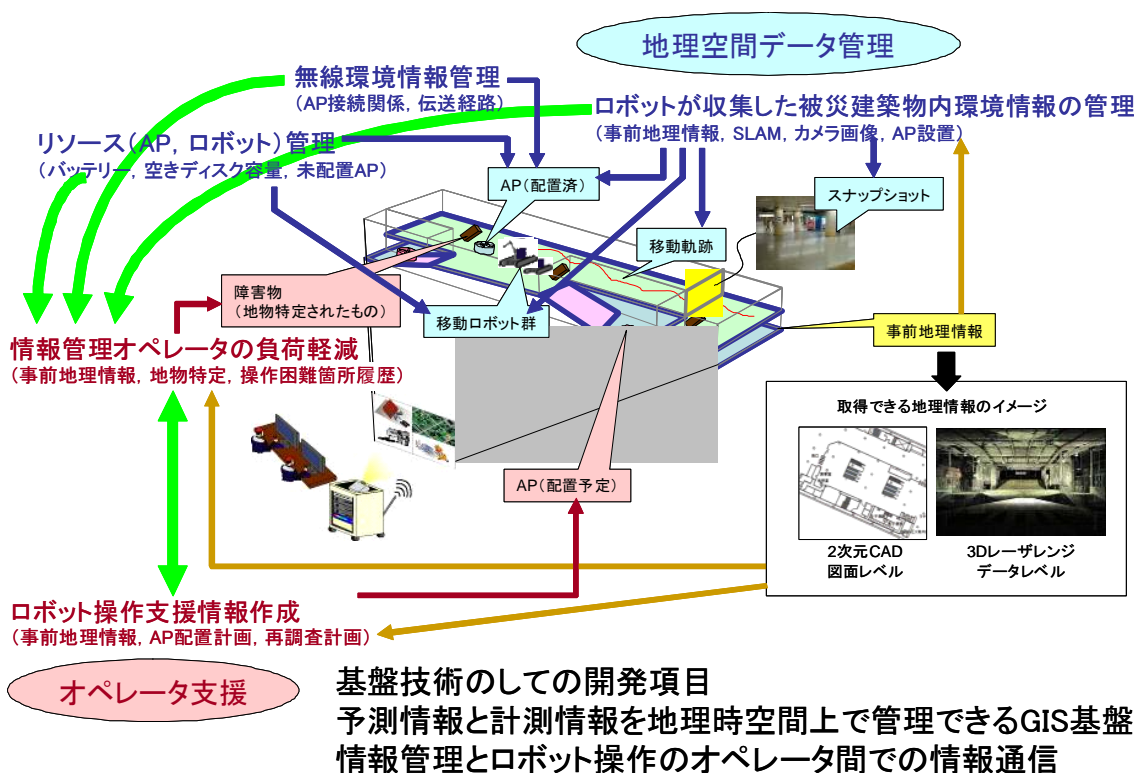 地理空間データ管理
無線環境情報管理
(AP接続関係, 伝送経路)
ロボットが収集した被災建築物内環境情報の管理
(事前地理情報, SLAM, カメラ画像, AP設置)
リソース(AP, ロボット)管理
(バッテリー, 空きディスク容量, 未配置AP)
AP(配置済)
スナップショット
移動軌跡
障害物
(地物特定されたもの)
移動ロボット群
事前地理情報
情報管理オペレータの負荷軽減
(事前地理情報, 地物特定, 操作困難箇所履歴)
取得できる地理情報のイメージ
AP(配置予定)
2次元CAD
図面レベル
3Dレーザレンジ
データレベル
ロボット操作支援情報作成
(事前地理情報, AP配置計画, 再調査計画)
オペレータ支援
基盤技術のしての開発項目
予測情報と計測情報を地理時空間上で管理できるGIS基盤
情報管理とロボット操作のオペレータ間での情報通信